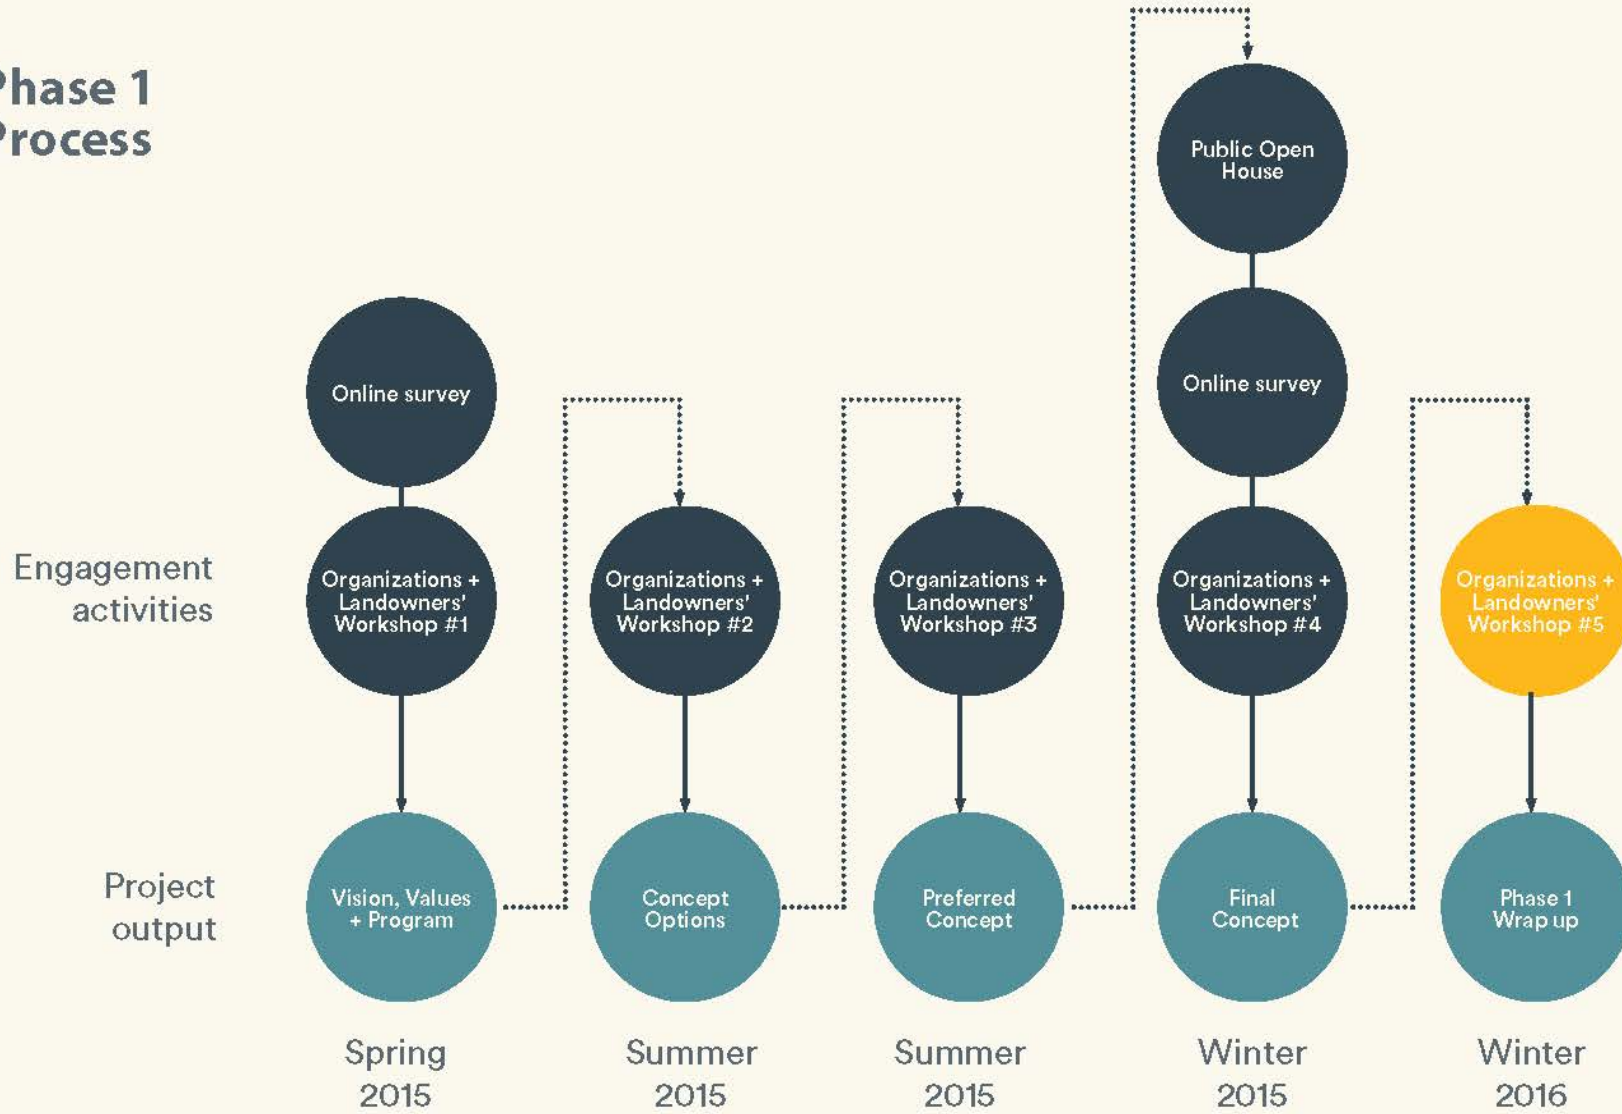 Phase 1
Process
Public Open
House
Online survey
Online survey
Engagement
activities
Organizations +
Landowners'
Workshop #1
Organizations +
Landowners'
Workshop #2
Organizations +
Landowners'
Workshop #3
Organizations +
Landowners'
Workshop #4
Organizations +
Landowners'
Workshop #5
Project
output
Vision, Values
+ Program
Concept
Options
Preferred
Concept
Final
Concept
Phase 1
Wrap up
Spring
2015
Summer
2015
Summer
2015
Winter
2015
Winter
2016